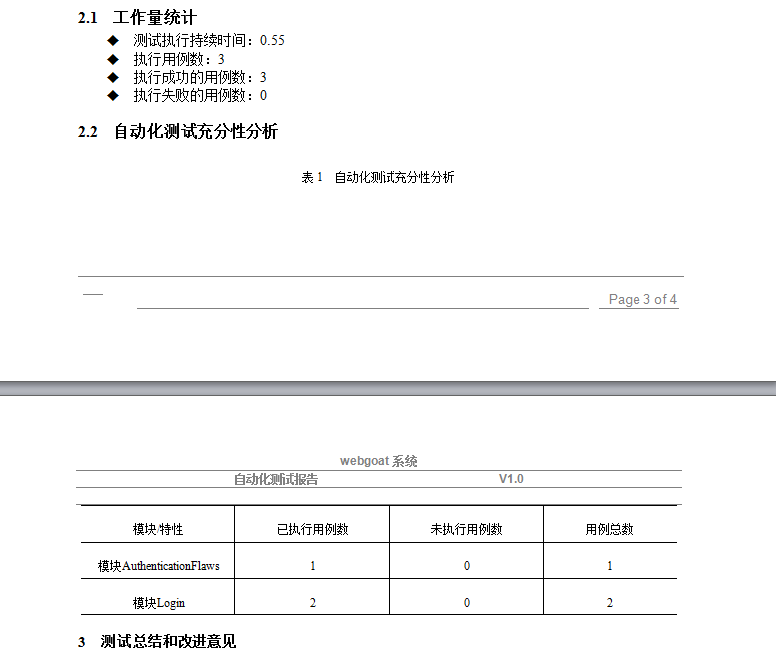 2.1 工作量统计
◆ 测试执行持续时间：0.55
◆ 执行用例数：3
◆ 执行成功的用例数：3
◆ 执行失败的用例数：0
2.2 自动化测试充分性分析
表 1 自动化测试充分性分析
Page 3 of 4
webgoat 系统
自动化测试报告 V1.0
模块/特性 已执行用例数 未执行用例数 用例总数
模块AuthenticationFlaws 1 0 1
模块Login 2 0 2
3 测试总结和改进意见